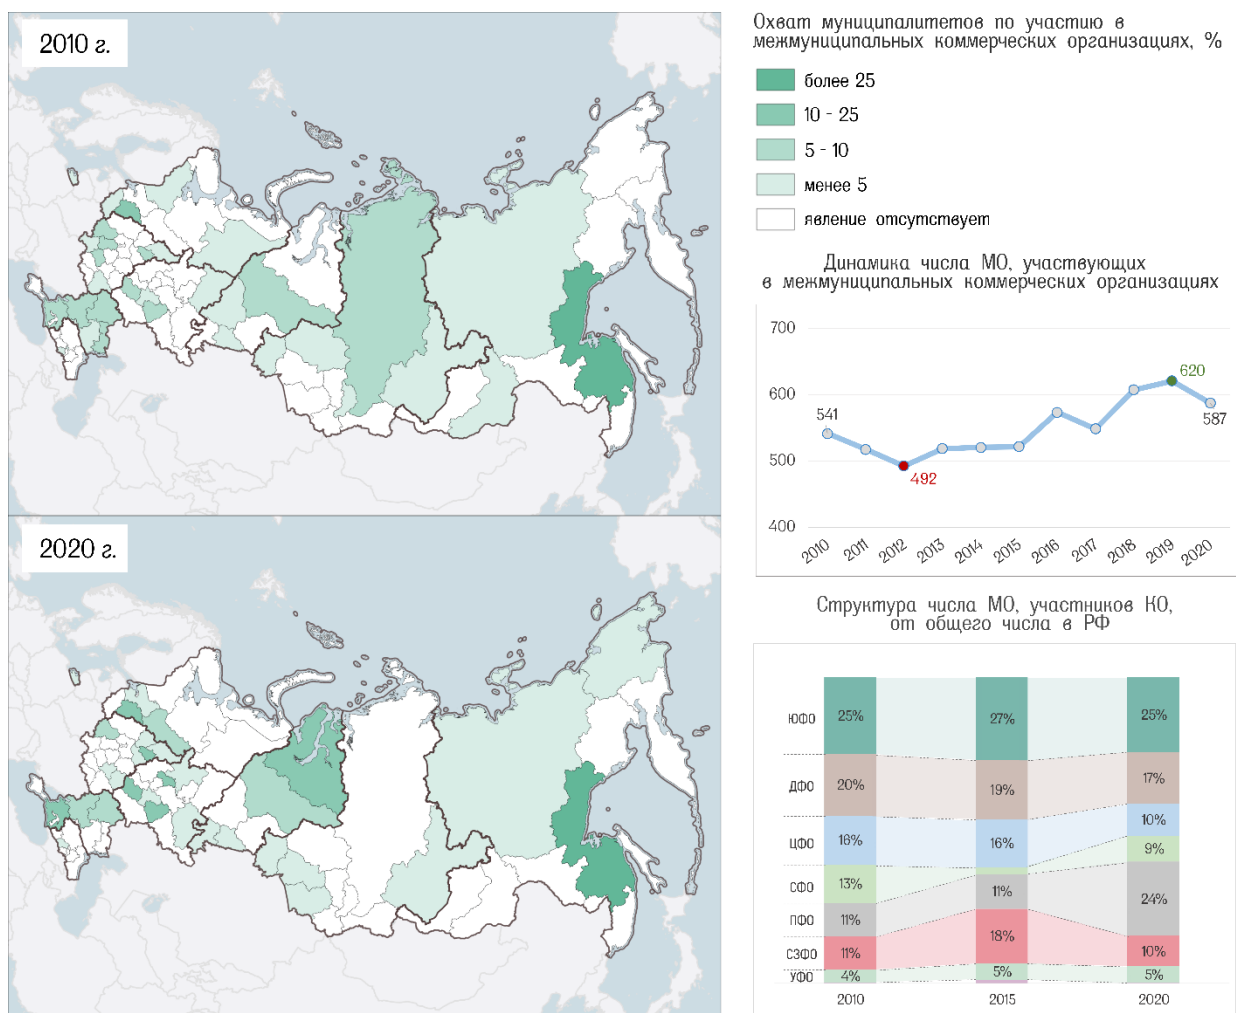 2010 г.
2020 г.
Охват муниципалитетов по участию в
межмуниципальных коммерческих организациях, %
более 25
10 - 25
5 - 10
менее 5
явление отсутствует
Динамика числа МО, участвующих
в межмуниципальных коммерческих организациях
700
600
500
400
541
492
620
587
2010
2011
2012
2013
2014
2015
2016
2017
2018
2019
2020
Структура числа МО, участников КО,
от общего числа в РФ
ЮФО
25%
27%
25%
ДФО
20%
19%
17%
ЦФО
16%
16%
10%
СФО
13%
9%
ПФО
11%
11%
24%
СЗФО
11%
18%
10%
УФО
4%
5%
5%
2010
2015
2020